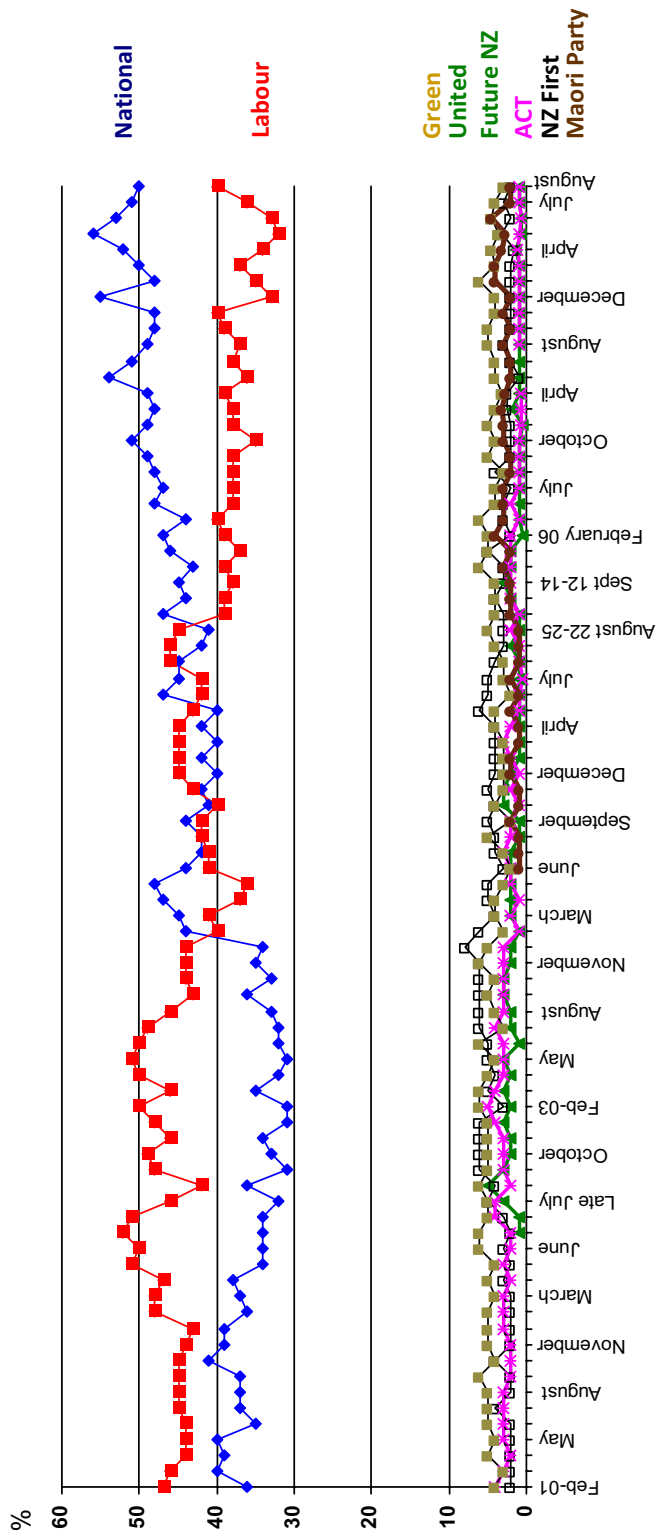 %
60
50
40
30
20
10
0
Feb-01
May
August
November
March
June
Late July
October
Feb-03
May
August
November
March
June
September
December
April
July
August 22-25
Sept 12-14
February 06
July
October
April
August
December
April
July
August
National
Labour
Green
United
Future NZ
ACT
NZ First
Maori Party